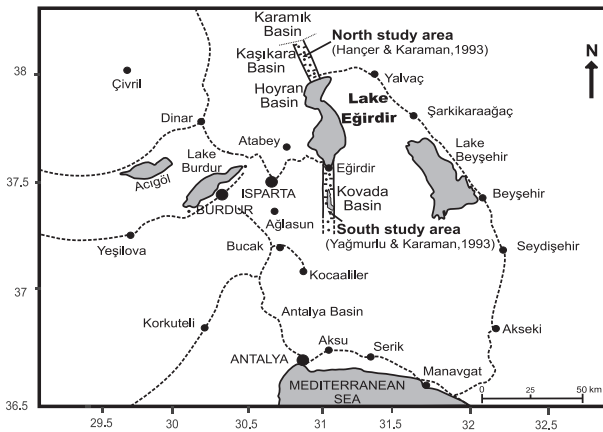 Karamık
Basin
North study area
(Hançer & Karaman,1993)
Kaşıkara
Basin
N
38
Çivril
Hoyran
Basin
Yalvaç
Lake
Eğirdir
Şarkikaraağaç
Dinar
Atabey
Lake
Beyşehir
Lake
Burdur
Eğirdir
Acıgöl
37.5
ISPARTA
Kovada
Basin
Beyşehir
BURDUR
Ağlasun
South study area
(Yağmurlu & Karaman,1993)
Yeşilova
Bucak
Seydişehir
Kocaaliler
37
Antalya Basin
Korkuteli
Akseki
Aksu
Serik
ANTALYA
Manavgat
MEDITERRANEAN
SEA
0 25 50 km
36.5
29.5 30 30.5 31 31.5 32 32.5